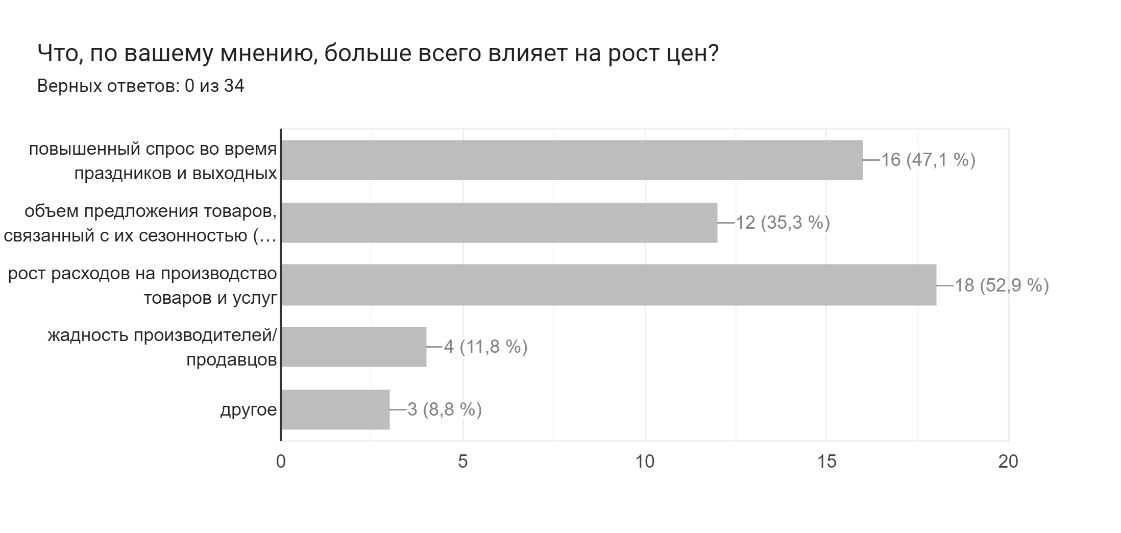 Что, по вашему мнению, больше всего влияет на рост цен?
Верных ответов: 0 из 34
повышенный спрос во время
праздников и выходных
16 (47,1 %)
объем предложения товаров,
связанный с их сезонностью (…
12 (35,3 %)
рост расходов на производство
товаров и услуг
18 (52,9 %)
жадность производителей/
продавцов
4 (11,8 %)
другое
3 (8,8 %)
0 5 10 15 20